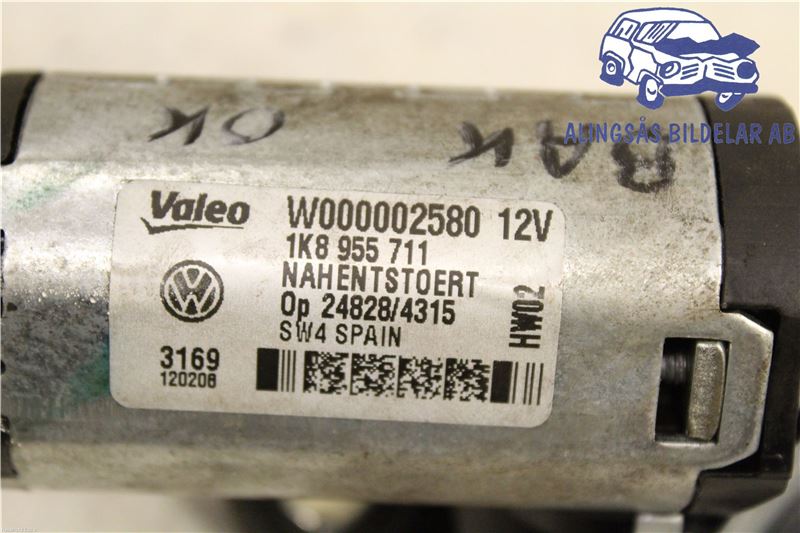 ALINGSÅS BILDELAR AB
BAK OK
Valeo W000002580 12V
1K8 955 711
NAHENTSTOERT
Op 24828/4315
SW4 SPAIN
HW02
3169
120206